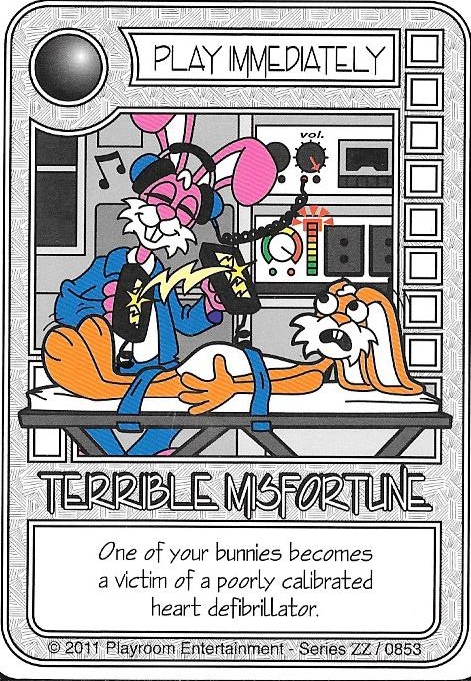 PLAY IMMEDIATELY
vol.
TERRIBLE MISFORTUNE
One of your bunnies becomes
a victim of a poorly calibrated
heart defibrillator.
© 2011 Playroom Entertainment - Series ZZ / 0853